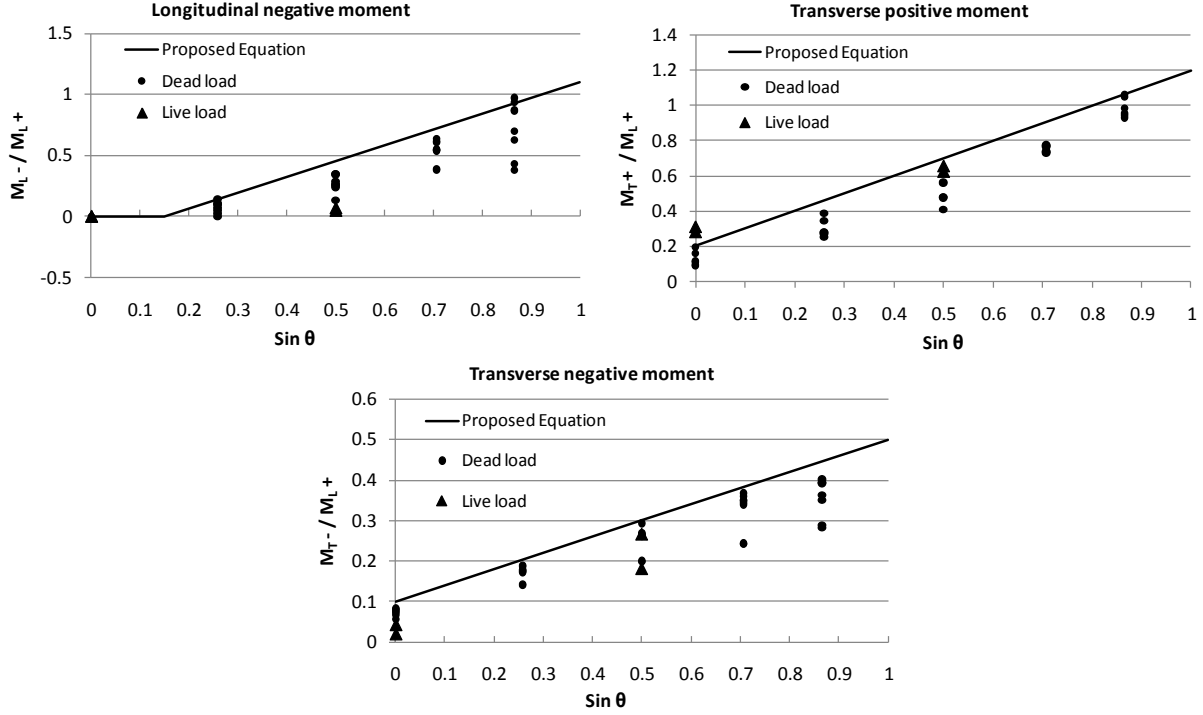 Longitudinal negative moment
1.5
1
0.5
0
-0.5
M_L - / M_L +
Proposed Equation
Dead load
Live load
0 0.1 0.2 0.3 0.4 0.5 0.6 0.7 0.8 0.9 1
Sin θ
Transverse positive moment
1.4
1.2
1
0.8
0.6
0.4
0.2
0
M_T + / M_L +
Proposed Equation
Dead load
Live load
0 0.1 0.2 0.3 0.4 0.5 0.6 0.7 0.8 0.9 1
Sin θ
Transverse negative moment
0.6
0.5
0.4
0.3
0.2
0.1
0
M_T - / M_L +
Proposed Equation
Dead load
Live load
0 0.1 0.2 0.3 0.4 0.5 0.6 0.7 0.8 0.9 1
Sin θ